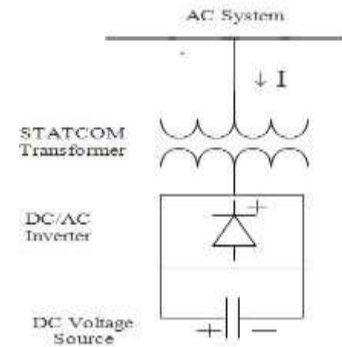 AC System
↓ I
STATCOM
Transformer
DC/AC
Inverter
+
DC Voltage
Source
+ −